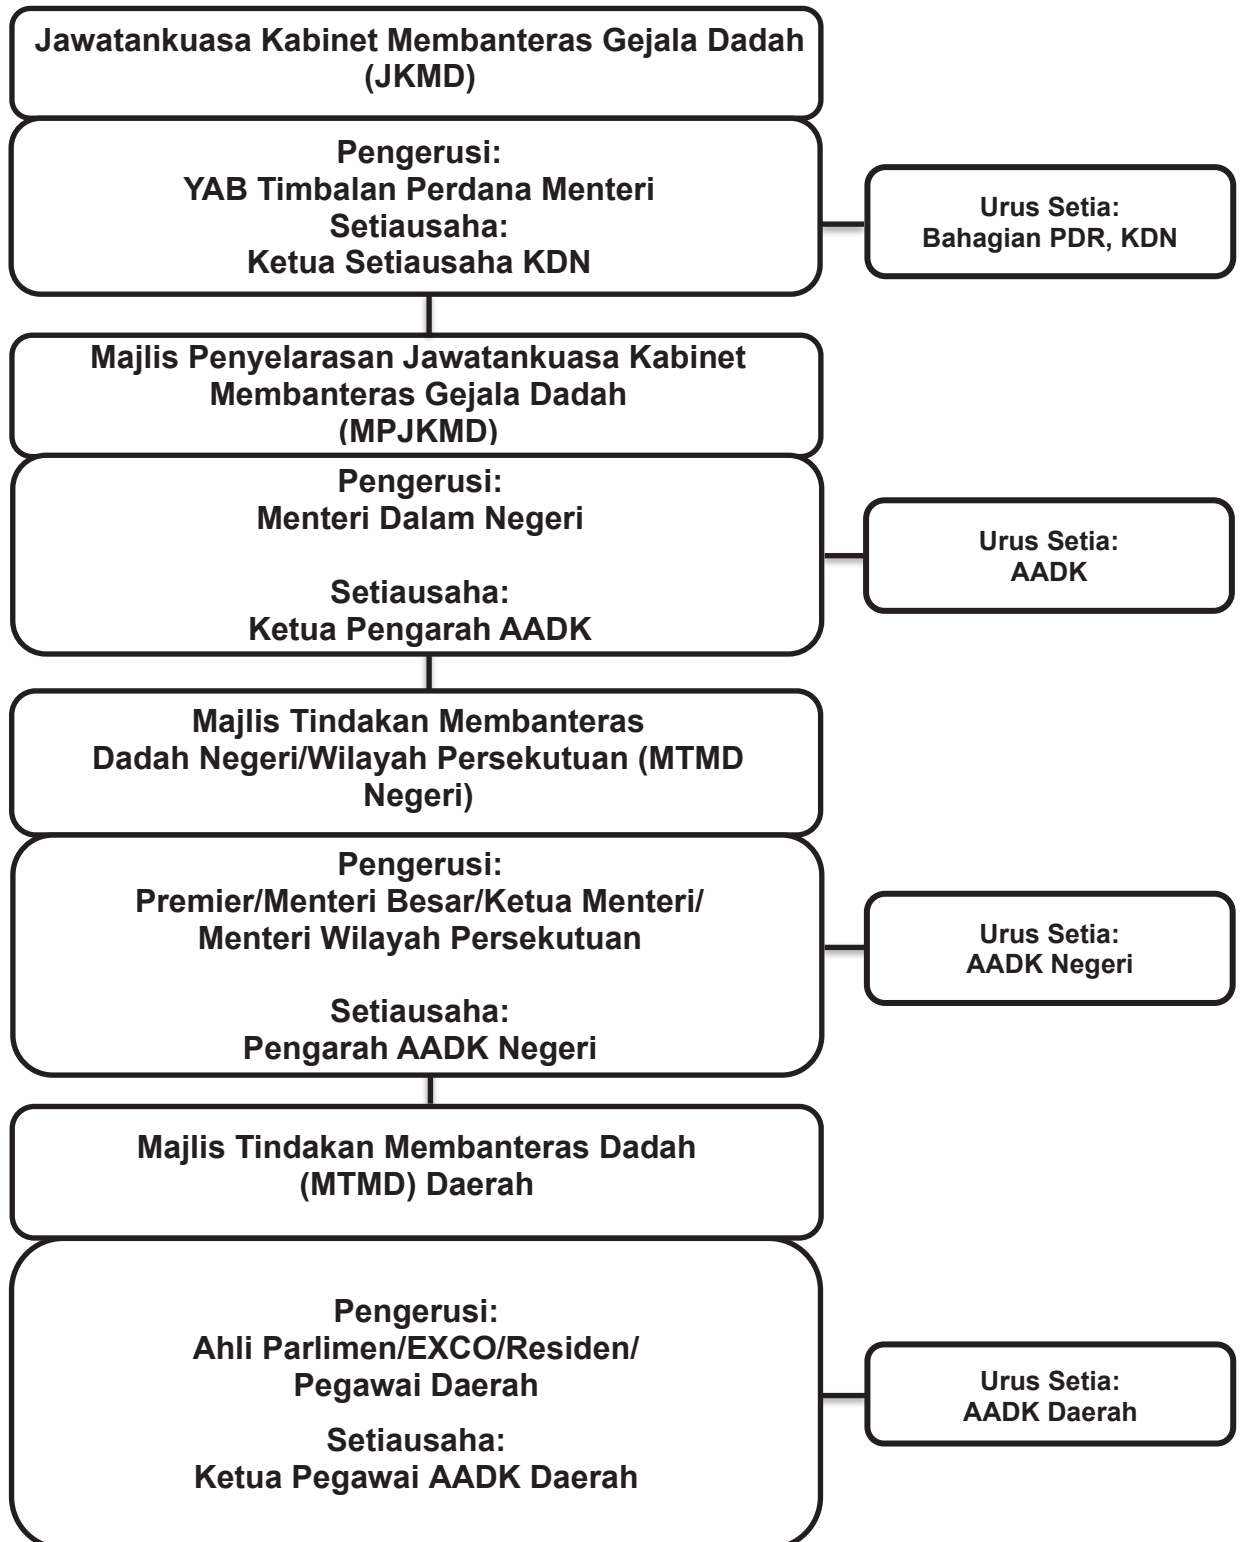 Jawatankuasa Kabinet Membanteras Gejala Dadah
(JKMD)
Pengerusi:
YAB Timbalan Perdana Menteri
Setiausaha:
Ketua Setiausaha KDN
Urus Setia:
Bahagian PDR, KDN
Majlis Penyelarasan Jawatankuasa Kabinet
Membanteras Gejala Dadah
(MPJKMD)
Pengerusi:
Menteri Dalam Negeri
Setiausaha:
Ketua Pengarah AADK
Urus Setia:
AADK
Majlis Tindakan Membanteras
Dadah Negeri/Wilayah Persekutuan (MTMD
Negeri)
Pengerusi:
Premier/Menteri Besar/Ketua Menteri/
Menteri Wilayah Persekutuan
Setiausaha:
Pengarah AADK Negeri
Urus Setia:
AADK Negeri
Majlis Tindakan Membanteras Dadah
(MTMD) Daerah
Pengerusi:
Ahli Parlimen/EXCO/Residen/
Pegawai Daerah
Setiausaha:
Ketua Pegawai AADK Daerah
Urus Setia:
AADK Daerah